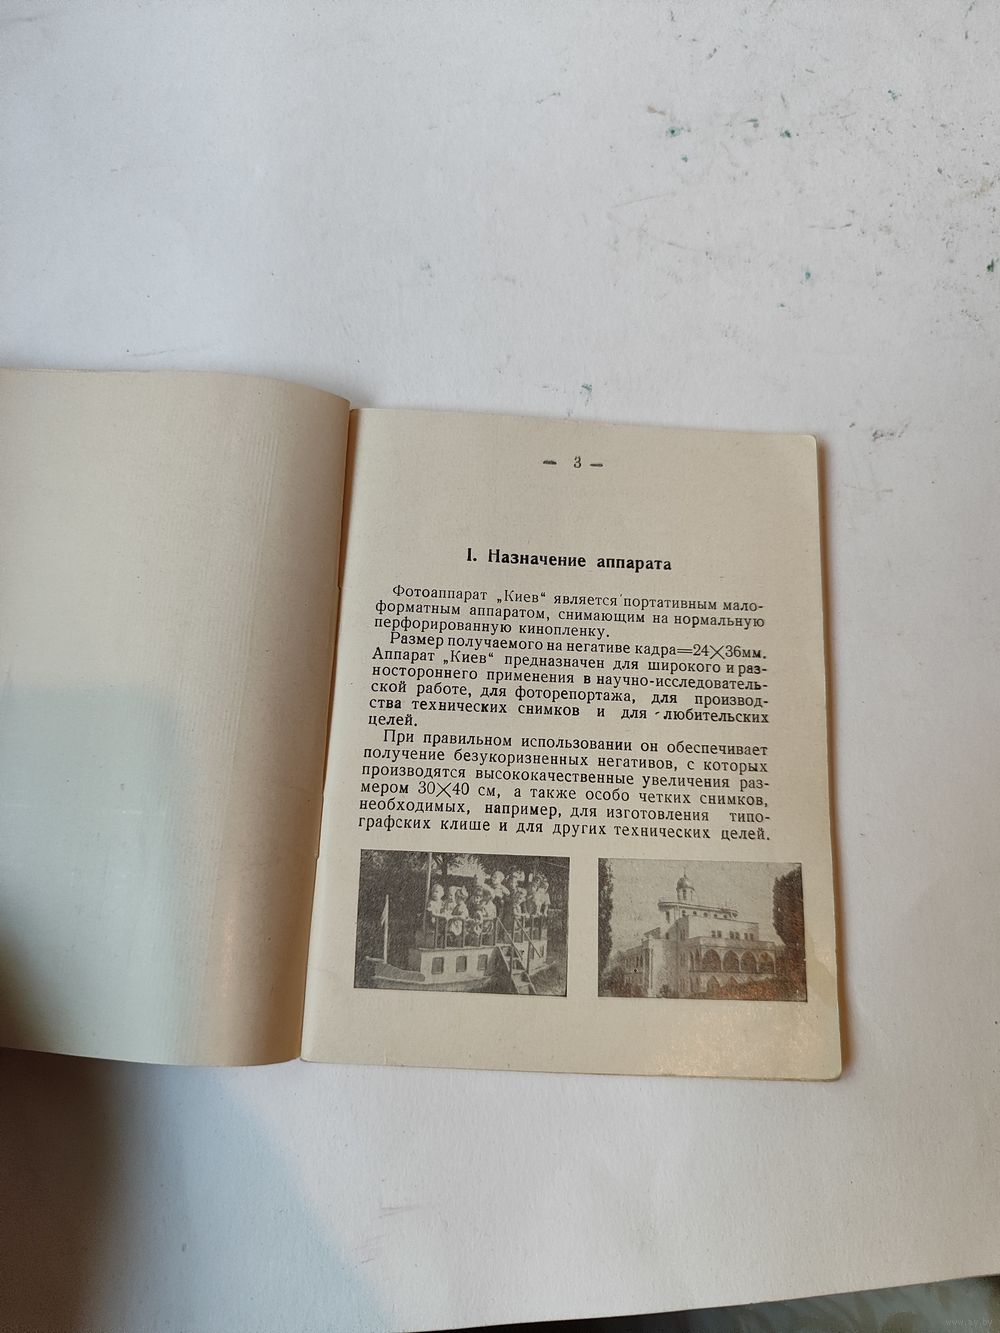 — 3 —
I. Назначение аппарата
Фотоаппарат „Киев“ является портативным мало-
форматным аппаратом, снимающим на нормальную
перфорированную кинопленку.
Размер получаемого на негативе кадра=24×36мм.
Аппарат „Киев“ предназначен для широкого и раз-
ностороннего применения в научно-исследователь-
ской работе, для фоторепортажа, для производ-
ства технических снимков и для любительских
целей.
При правильном использовании он обеспечивает
получение безукоризненных негативов, с которых
производятся высококачественные увеличения раз-
мером 30×40 см, а также особо четких снимков,
необходимых, например, для изготовления типо-
графских клише и для других технических целей.
www.ay.by